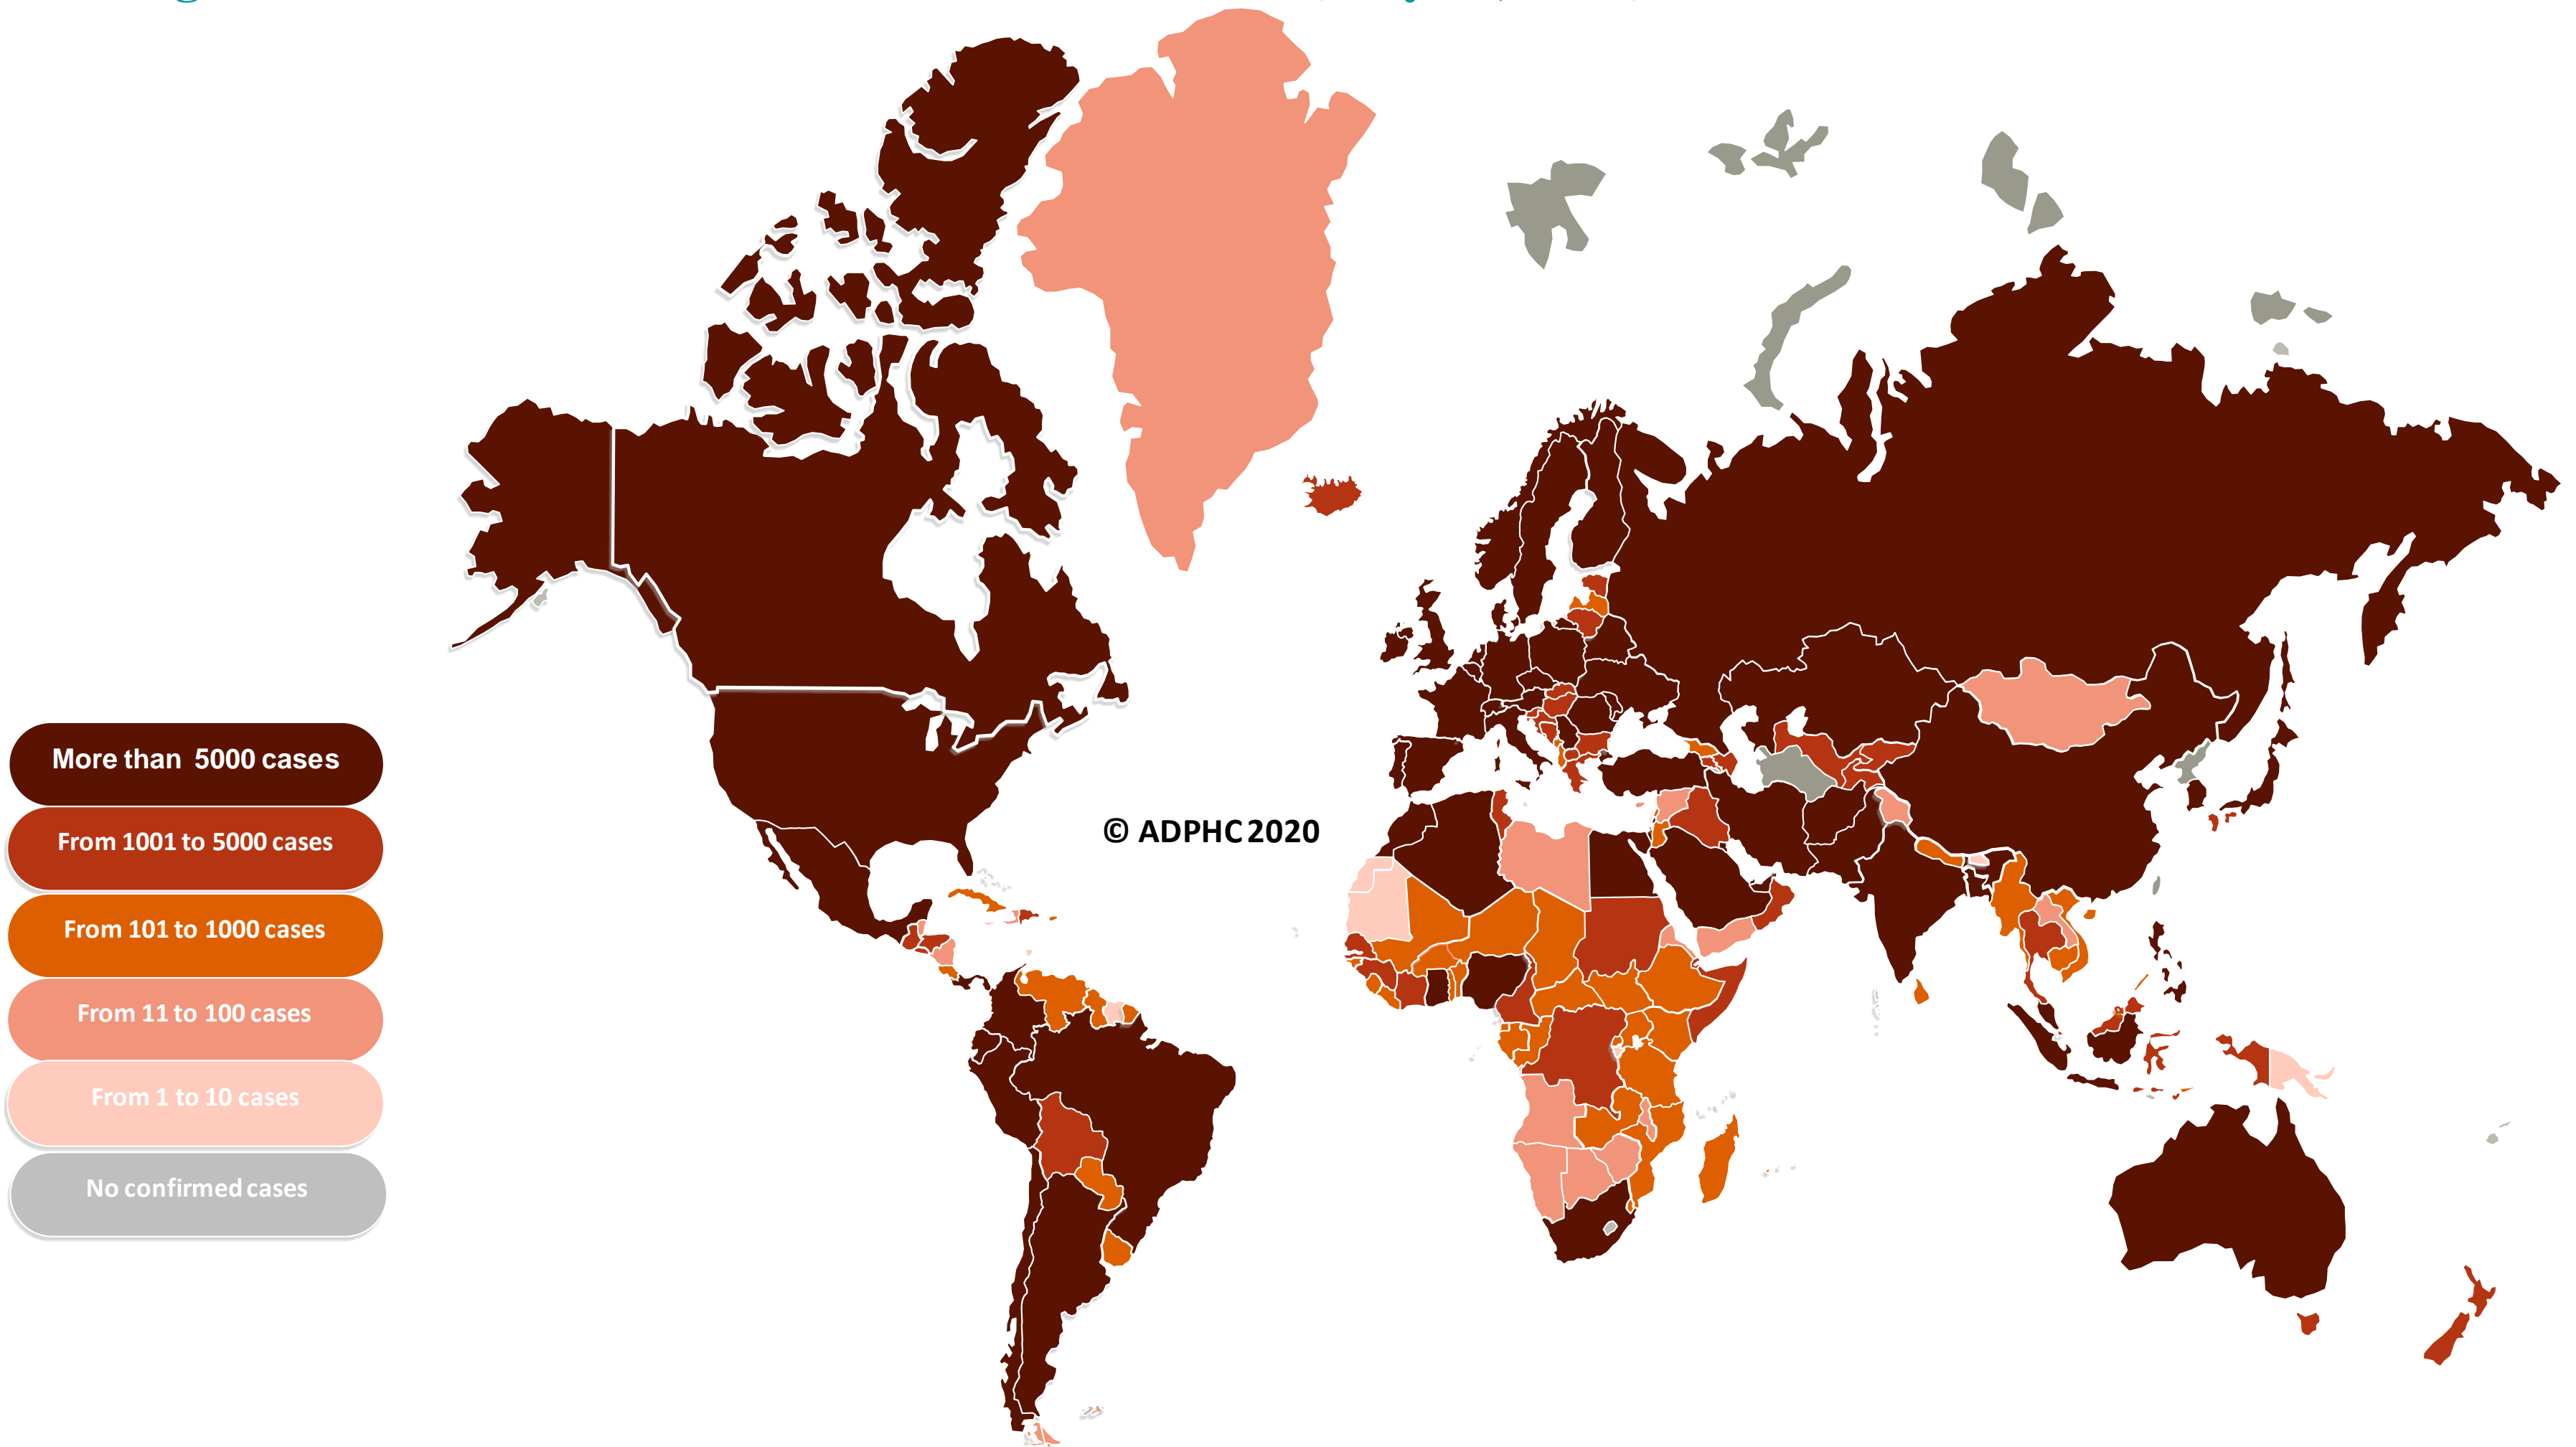 More than 5000 cases
From 1001 to 5000 cases
© ADPHC 2020
From 101 to 1000 cases
From 11 to 100 cases
From 1 to 10 cases
No confirmed cases